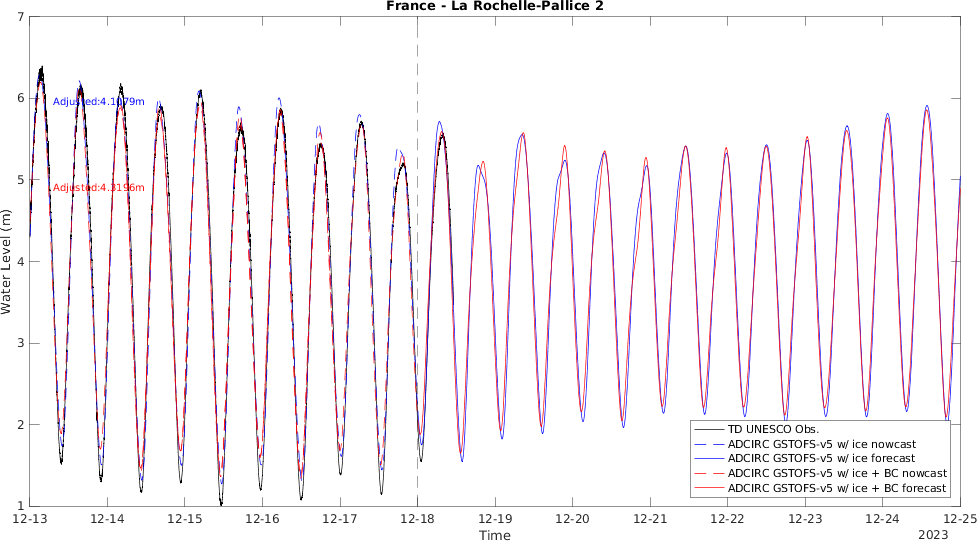 France - La Rochelle-Pallice 2
7
6
5
4
3
2
1
Water Level (m)
Adjusted:4.1079m
Adjusted:4.3196m
TD UNESCO Obs.
ADCIRC GSTOFS-v5 w/ ice nowcast
ADCIRC GSTOFS-v5 w/ ice forecast
ADCIRC GSTOFS-v5 w/ ice + BC nowcast
ADCIRC GSTOFS-v5 w/ ice + BC forecast
12-13 12-14 12-15 12-16 12-17 12-18 12-19 12-20 12-21 12-22 12-23 12-24 12-25
Time
2023